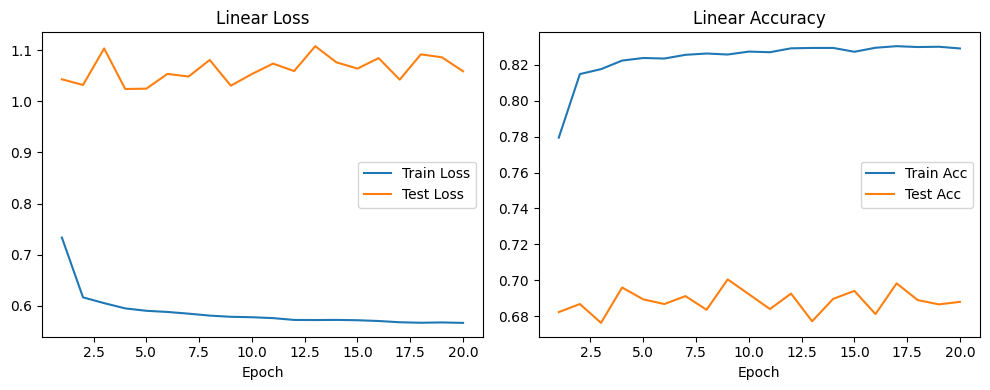 Linear Loss
1.1
1.0
0.9
0.8
0.7
0.6
Train Loss
Test Loss
2.5 5.0 7.5 10.0 12.5 15.0 17.5 20.0
Epoch
Linear Accuracy
0.82
0.80
0.78
0.76
0.74
0.72
0.70
0.68
Train Acc
Test Acc
2.5 5.0 7.5 10.0 12.5 15.0 17.5 20.0
Epoch